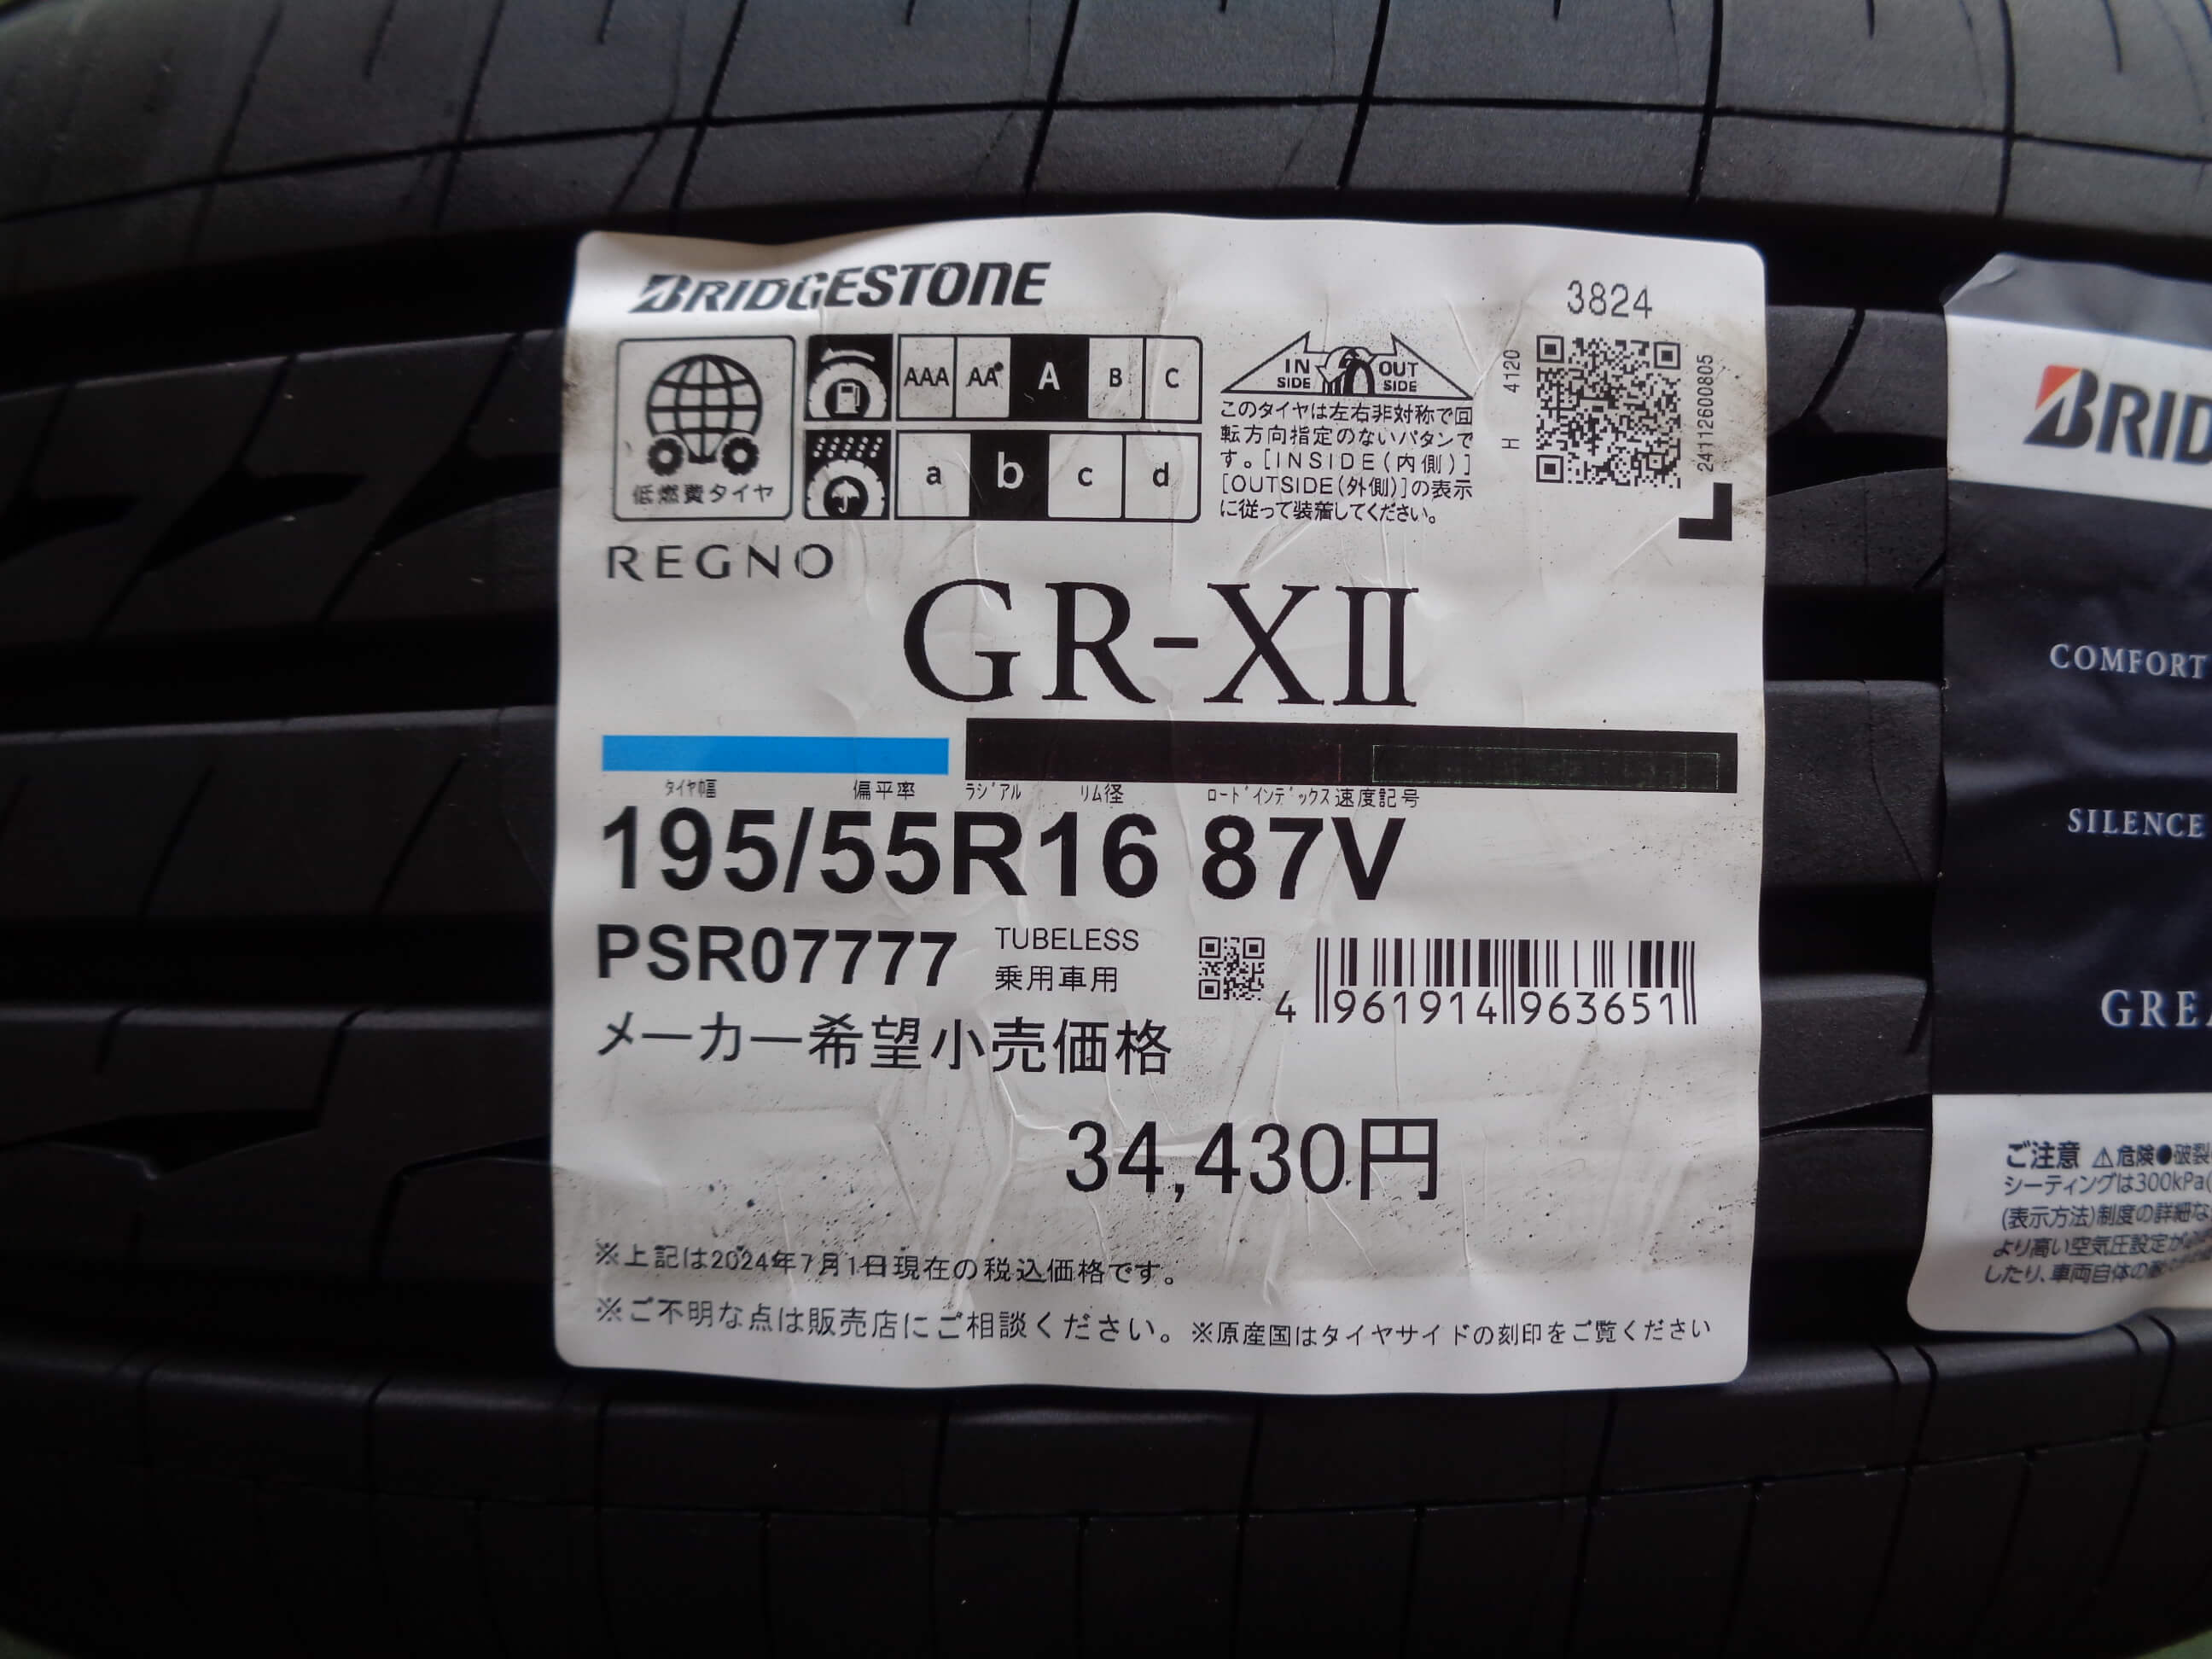 BRIDGESTONE
3824
AAA AA A B C
IN SIDE OUT SIDE
H 4120
24112600805
低燃費タイヤ
a b c d
このタイヤは左右非対称で回
転方向指定のないパタンで
す。[INSIDE(内側)]
[OUTSIDE(外側)]の表示
に従って装着してください。
REGNO
GR-XⅡ
タイヤ幅 偏平率 ラジアル リム径 ロードインデックス 速度記号
195/55R16 87V
PSR07777
TUBELESS
乗用車用
4 961914 963651
メーカー希望小売価格
34,430円
※上記は2024年7月1日現在の税込価格です。
※ご不明な点は販売店にご相談ください。※原産国はタイヤサイドの刻印をご覧ください
BRID
COMFORT
SILENCE
GRE
ご注意 ⚠危険●破裂
シーティングは300kPa(
(表示方法)制度の詳細な
より高い空気圧設定が
したり、車両自体の